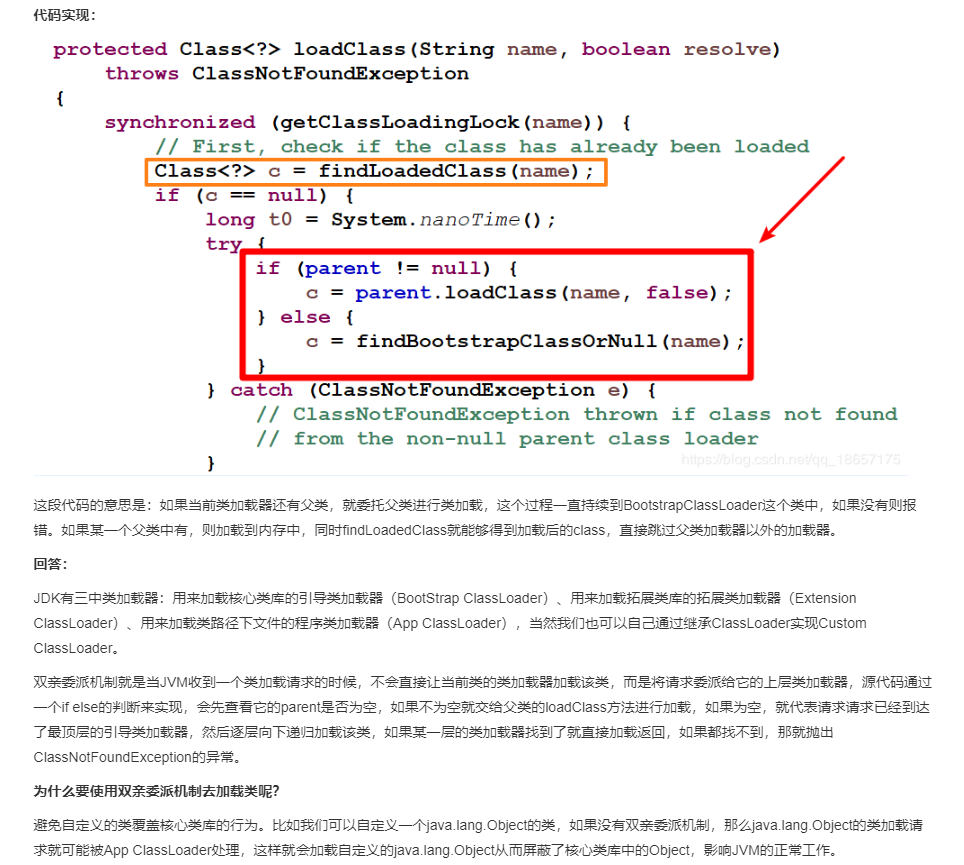 代码实现：
protected Class<?> loadClass(String name, boolean resolve)
throws ClassNotFoundException
{
synchronized (getClassLoadingLock(name)) {
// First, check if the class has already been loaded
Class<?> c = findLoadedClass(name);
if (c == null) {
long t0 = System.nanoTime();
try {
if (parent != null) {
c = parent.loadClass(name, false);
} else {
c = findBootstrapClassOrNull(name);
}
} catch (ClassNotFoundException e) {
// ClassNotFoundException thrown if class not found
// from the non-null parent class loader
}
https://blog.csdn.net/qq_18657175
这段代码的意思是：如果当前类加载器还有父类，就委托父类进行类加载，这个过程一直持续到BootstrapClassLoader这个类中，如果没有则报
错。如果某一个父类中有，则加载到内存中，同时findLoadedClass就能够得到加载后的class，直接跳过父类加载器以外的加载器。
回答：
JDK有三中类加载器：用来加载核心类库的引导类加载器（BootStrap ClassLoader）、用来加载拓展类库的拓展类加载器（Extension
ClassLoader）、用来加载类路径下文件的程序类加载器（App ClassLoader），当然我们也可以自己通过继承ClassLoader实现Custom
ClassLoader。
双亲委派机制就是当JVM收到一个类加载请求的时候，不会直接让当前类的类加载器加载该类，而是将请求委派给它的上层类加载器，源代码通过
一个if else的判断来实现，会先查看它的parent是否为空，如果不为空就交给父类的loadClass方法进行加载，如果为空，就代表请求请求已经到达
了最顶层的引导类加载器，然后逐层向下递归加载该类，如果某一层的类加载器找到了就直接加载返回，如果都找不到，那就抛出
ClassNotFoundException的异常。
为什么要使用双亲委派机制去加载类呢？
避免自定义的类覆盖核心类库的行为。比如我们可以自定义一个java.lang.Object的类，如果没有双亲委派机制，那么java.lang.Object的类加载请
求就可能被App ClassLoader处理，这样就会加载自定义的java.lang.Object从而屏蔽了核心类库中的Object，影响JVM的正常工作。